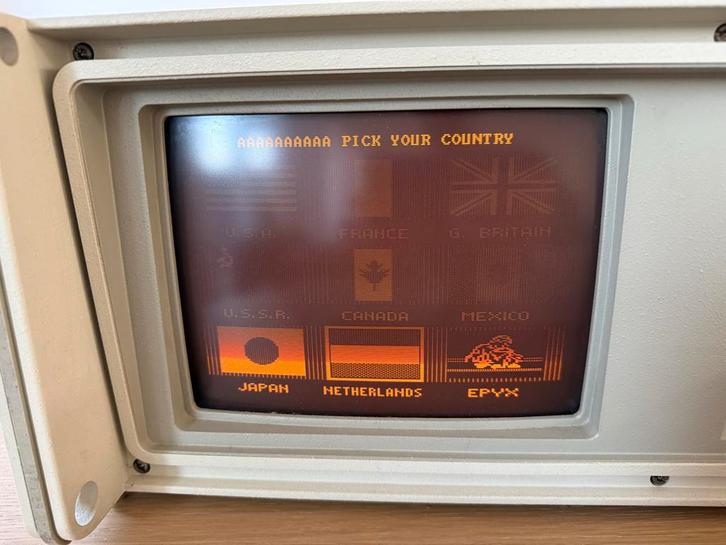 AAAAAAAAAA PICK YOUR COUNTRY
U.S.A. FRANCE G. BRITAIN
U.S.S.R. CANADA MEXICO
JAPAN NETHERLANDS EPYX